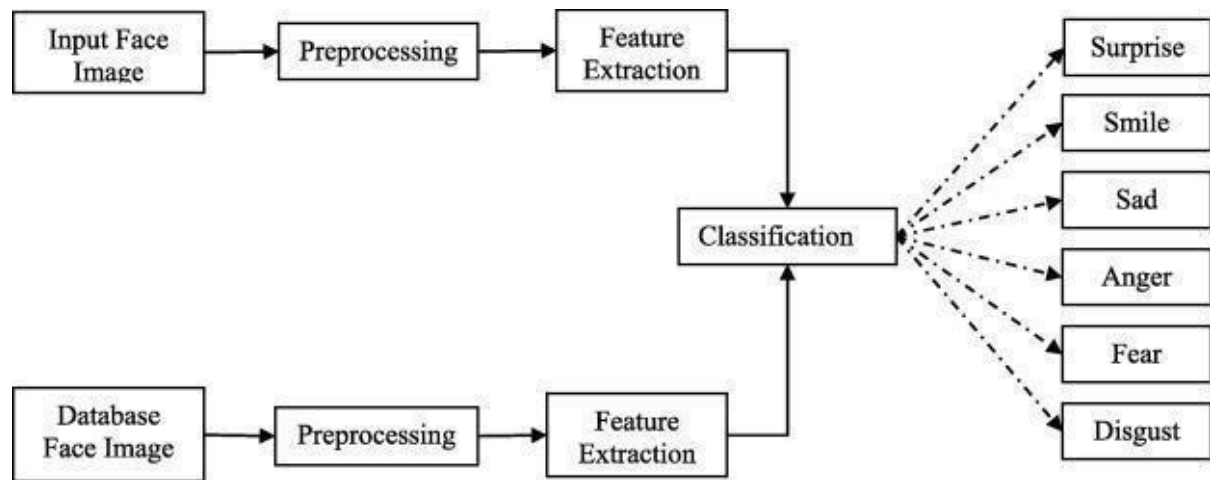 Input Face
Image
Preprocessing
Feature
Extraction
Classification
Surprise
Smile
Sad
Anger
Fear
Disgust
Database
Face Image
Preprocessing
Feature
Extraction